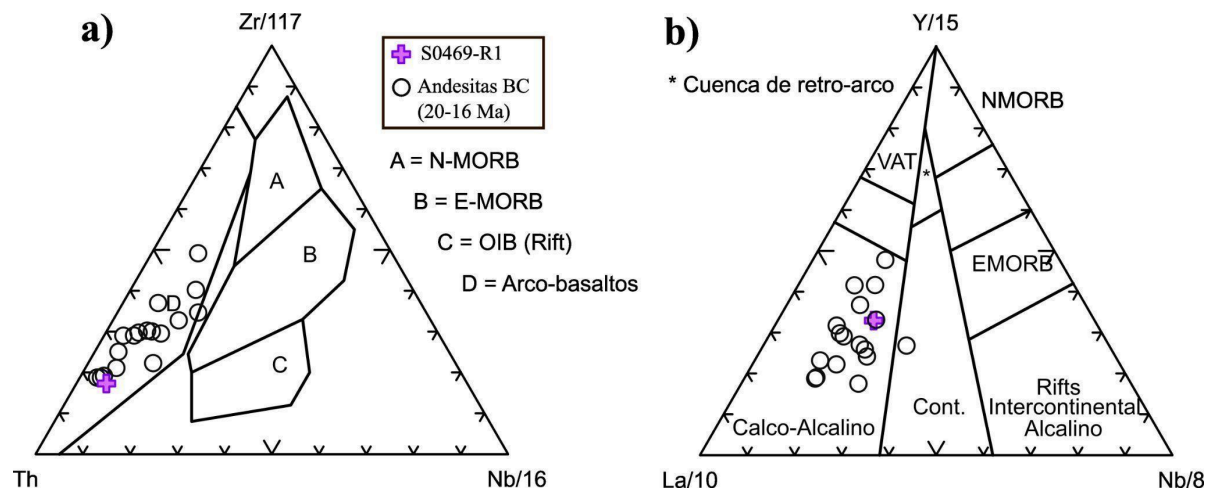 a)
Zr/117
S0469-R1
Andesitas BC
(20-16 Ma)
A = N-MORB
B = E-MORB
C = OIB (Rift)
D = Arco-basaltos
A
B
C
D
Th
Nb/16
b)
Y/15
* Cuenca de retro-arco
NMORB
VAT
*
EMORB
Calco-Alcalino
Cont.
Rifts
Intercontinental
Alcalino
La/10
Nb/8